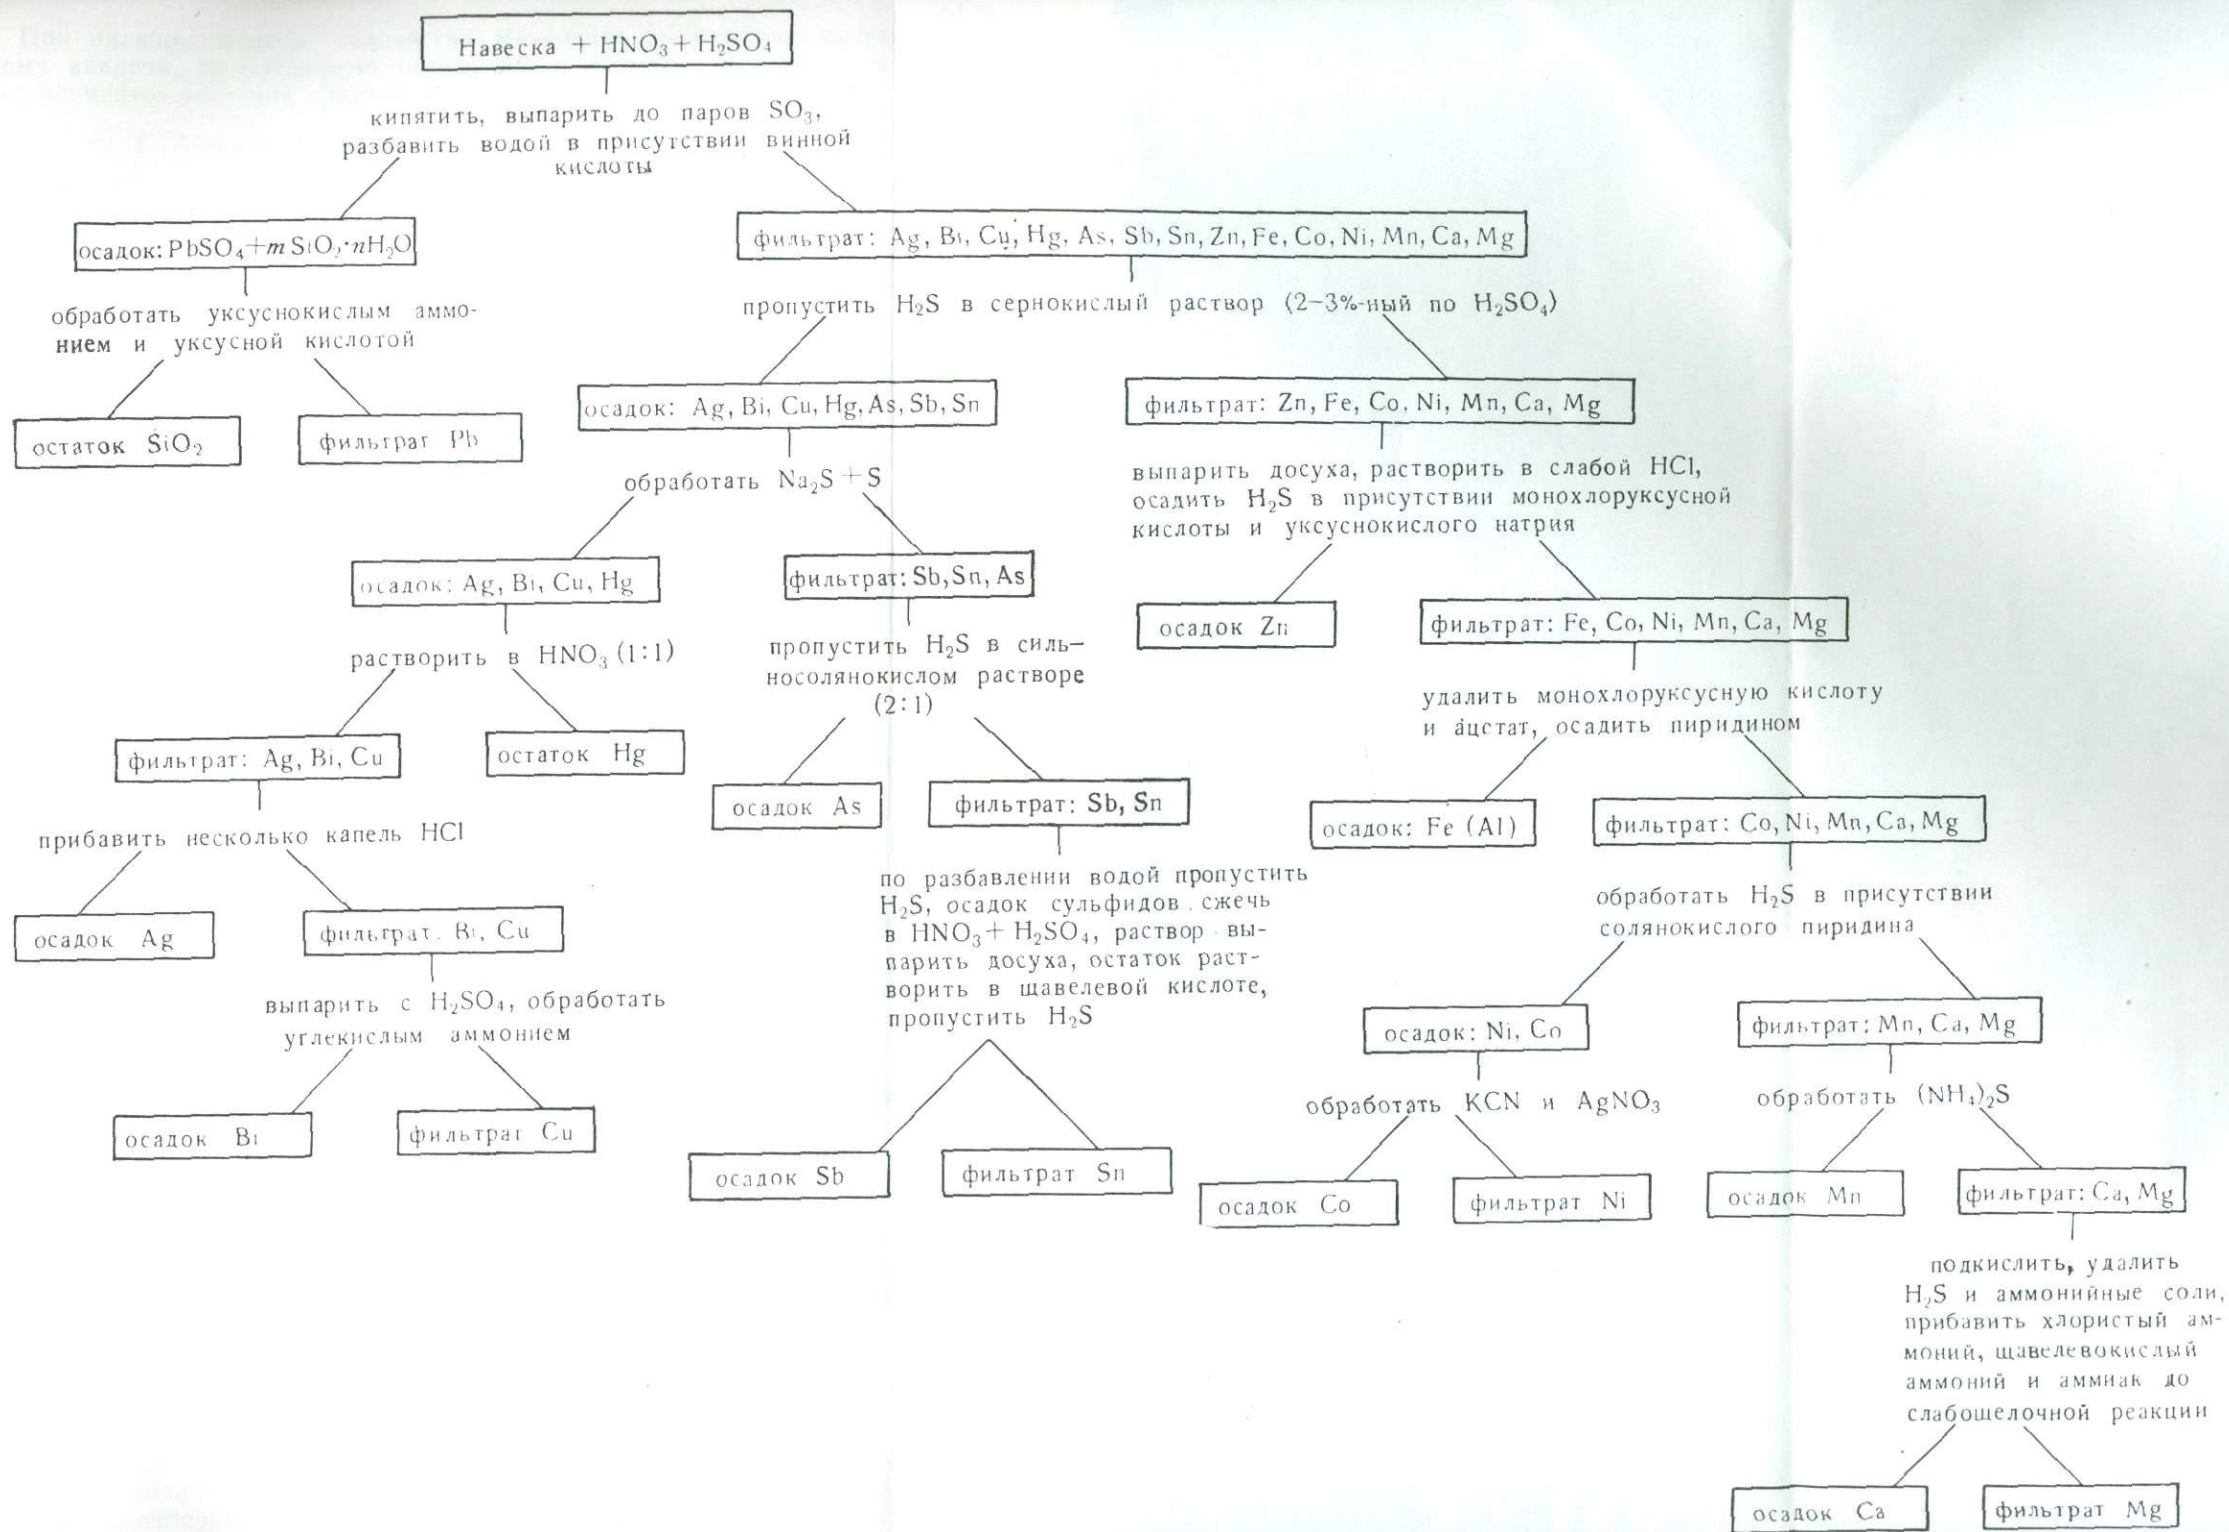 Навеска + HNO₃ + H₂SO₄
кипятить, выпарить до паров SO₃,
разбавить водой в присутствии винной
кислоты
осадок: PbSO₄+mSiO₂·nH₂O
фильтрат: Ag, Bi, Cu, Hg, As, Sb, Sn, Zn, Fe, Co, Ni, Mn, Ca, Mg
обработать уксуснокислым аммо-
нием и уксусной кислотой
пропустить H₂S в сернокислый раствор (2-3%-ный по H₂SO₄)
остаток SiO₂
фильтрат Pb
осадок: Ag, Bi, Cu, Hg, As, Sb, Sn
фильтрат: Zn, Fe, Co, Ni, Mn, Ca, Mg
обработать Na₂S + S
выпарить досуха, растворить в слабой HCl,
осадить H₂S в присутствии монохлоруксусной
кислоты и уксуснокислого натрия
осадок: Ag, Bi, Cu, Hg
фильтрат: Sb, Sn, As
осадок Zn
фильтрат: Fe, Co, Ni, Mn, Ca, Mg
растворить в HNO₃ (1:1)
пропустить H₂S в силь-
носолянокислом растворе
(2:1)
удалить монохлоруксусную кислоту
и ацетат, осадить пиридином
фильтрат: Ag, Bi, Cu
остаток Hg
осадок As
фильтрат: Sb, Sn
осадок: Fe (Al)
фильтрат: Co, Ni, Mn, Ca, Mg
прибавить несколько капель HCl
по разбавлении водой пропустить
H₂S, осадок сульфидов сжечь
в HNO₃ + H₂SO₄, раствор вы-
парить досуха, остаток раст-
ворить в щавелевой кислоте,
пропустить H₂S
обработать H₂S в присутствии
солянокислого пиридина
осадок Ag
фильтрат. Bi, Cu
выпарить с H₂SO₄, обработать
углекислым аммонием
осадок: Ni, Co
фильтрат: Mn, Ca, Mg
обработать KCN и AgNO₃
обработать (NH₄)₂S
осадок Bi
фильтрат Cu
осадок Sb
фильтрат Sn
осадок Co
фильтрат Ni
осадок Mn
фильтрат: Ca, Mg
подкислить, удалить
H₂S и аммонийные соли,
прибавить хлористый ам-
моний, щавелевокислый
аммоний и аммиак до
слабощелочной реакции
осадок Ca
фильтрат Mg